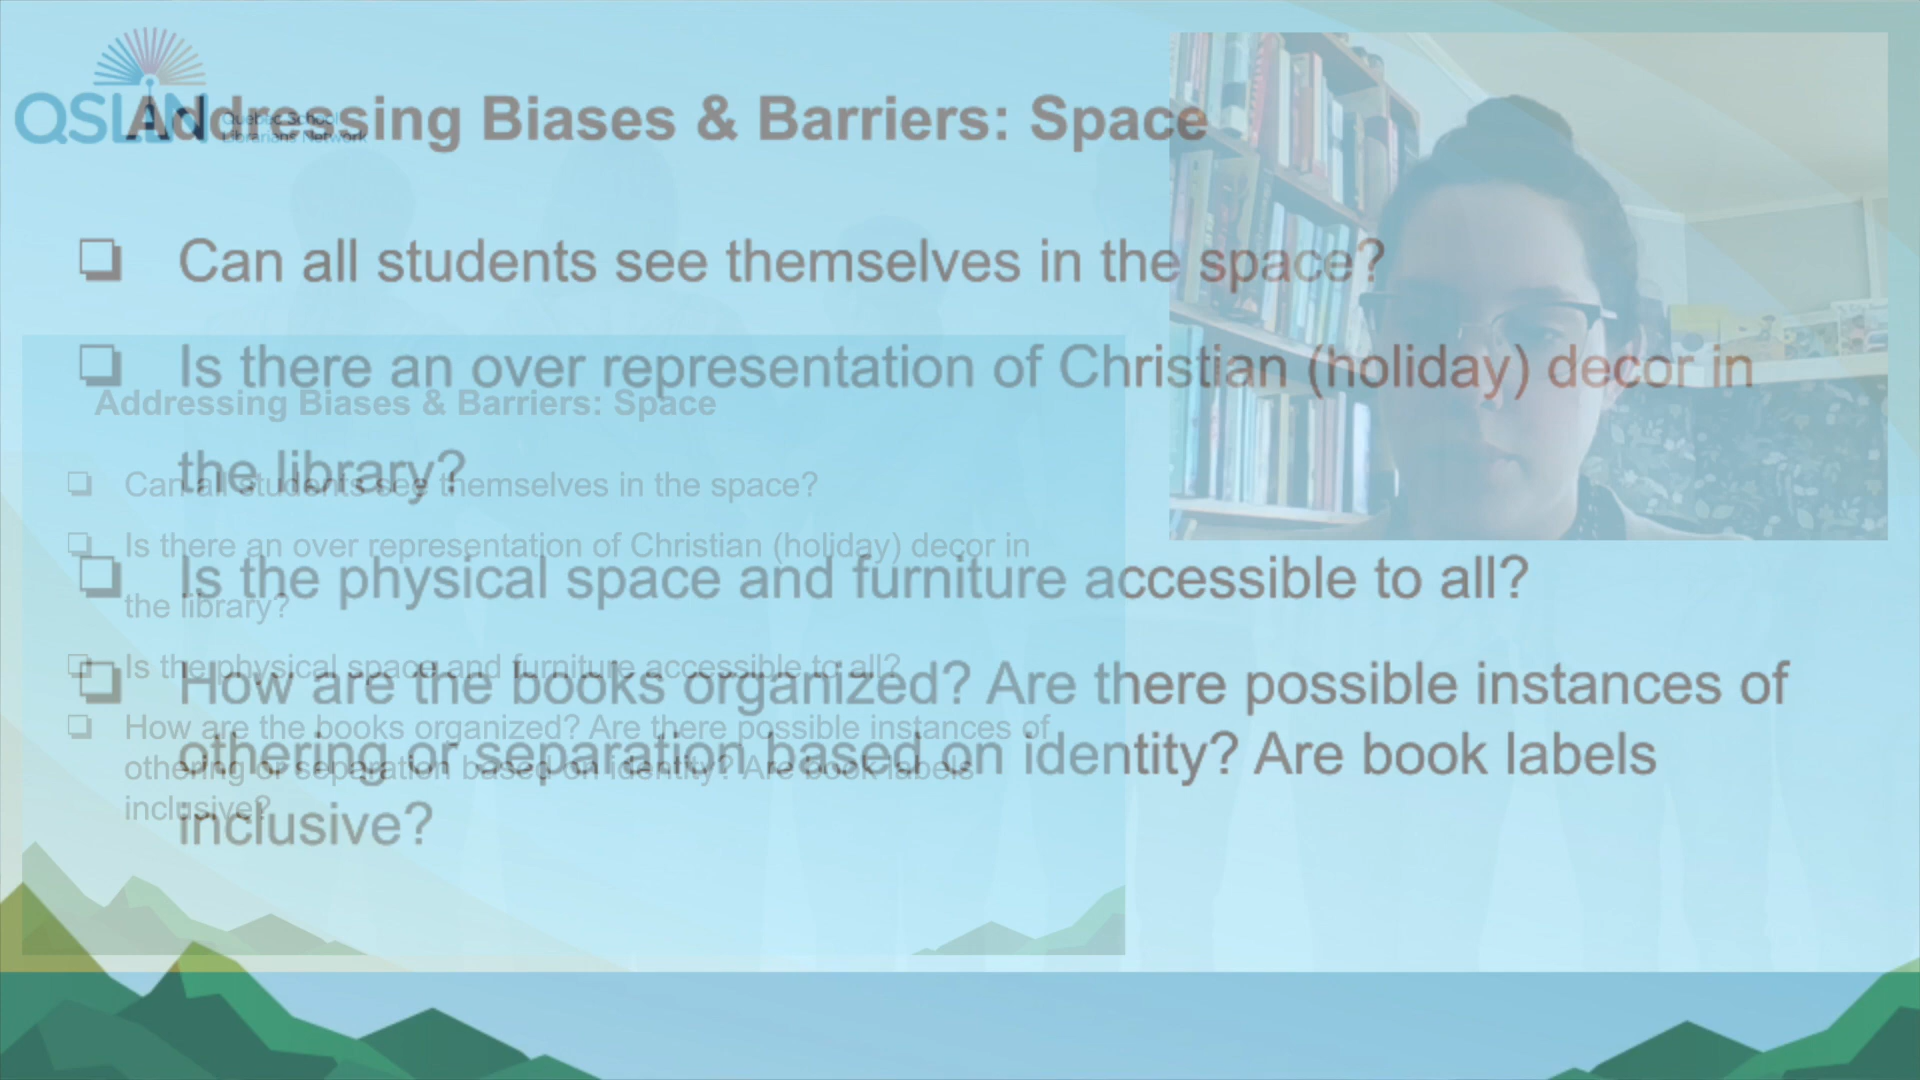 QSLN
Quebec School
Librarians Network
Addressing Biases & Barriers: Space
❏ Can all students see themselves in the space?
❏ Is there an over representation of Christian (holiday) decor in
the library?
❏ Is the physical space and furniture accessible to all?
❏ How are the books organized? Are there possible instances of
othering or separation based on identity? Are book labels
inclusive?
Addressing Biases & Barriers: Space
❏ Can all students see themselves in the space?
❏ Is there an over representation of Christian (holiday) decor in
the library?
❏ Is the physical space and furniture accessible to all?
❏ How are the books organized? Are there possible instances of
othering or separation based on identity? Are book labels
inclusive?